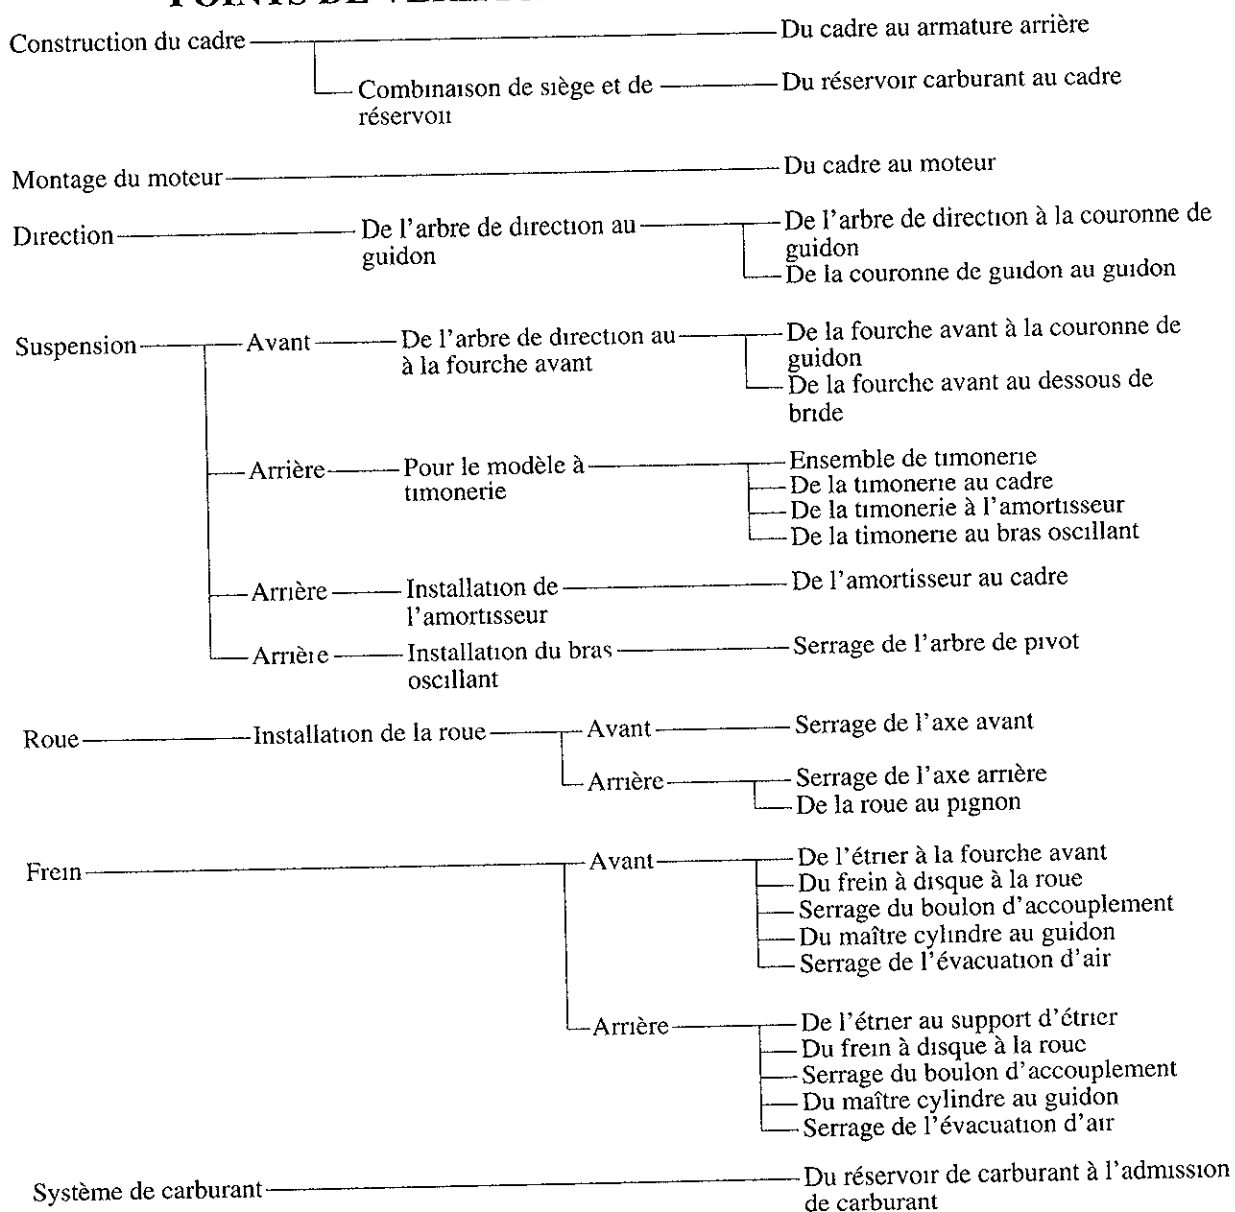 POINTS DE
Construction du cadre
Du cadre au armature arrière
Combinaison de siège et de
réservoir
Du réservoir carburant au cadre
Montage du moteur
Du cadre au moteur
Direction
De l'arbre de direction au
guidon
De l'arbre de direction à la couronne de
guidon
De la couronne de guidon au guidon
Suspension
Avant
De l'arbre de direction au
à la fourche avant
De la fourche avant à la couronne de
guidon
De la fourche avant au dessous de
bride
Arrière
Pour le modèle à
timonerie
Ensemble de timonerie
De la timonerie au cadre
De la timonerie à l'amortisseur
De la timonerie au bras oscillant
Arrière
Installation de
l'amortisseur
De l'amortisseur au cadre
Arrière
Installation du bras
oscillant
Serrage de l'arbre de pivot
Roue
Installation de la roue
Avant
Serrage de l'axe avant
Arrière
Serrage de l'axe arrière
De la roue au pignon
Frein
Avant
De l'étrier à la fourche avant
Du frein à disque à la roue
Serrage du boulon d'accouplement
Du maître cylindre au guidon
Serrage de l'évacuation d'air
Arrière
De l'étrier au support d'étrier
Du frein à disque à la roue
Serrage du boulon d'accouplement
Du maître cylindre au guidon
Serrage de l'évacuation d'air
Système de carburant
Du réservoir de carburant à l'admission
de carburant